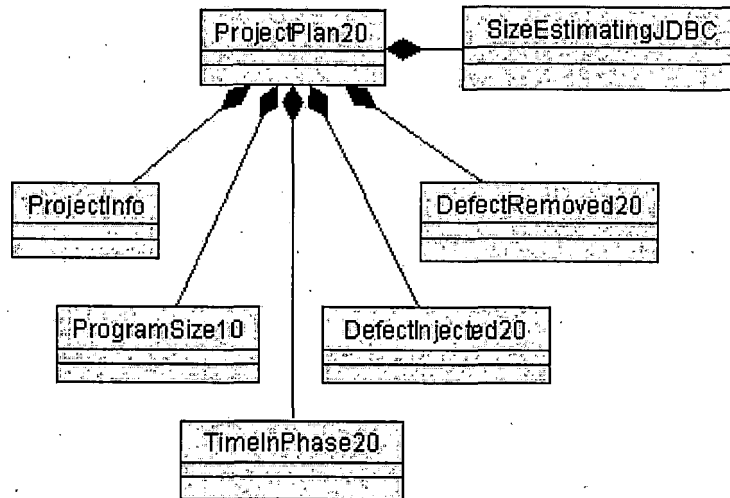 ProjectPlan20
SizeEstimatingJDBC
ProjectInfo
DefectRemoved20
ProgramSize10
DefectInjected20
TimeInPhase20